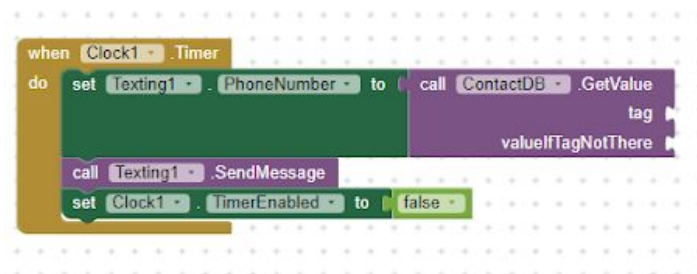 when Clock1 .Timer
do set Texting1 . PhoneNumber to call ContactDB .GetValue
tag
valueIfTagNotThere
call Texting1 .SendMessage
set Clock1 . TimerEnabled to false